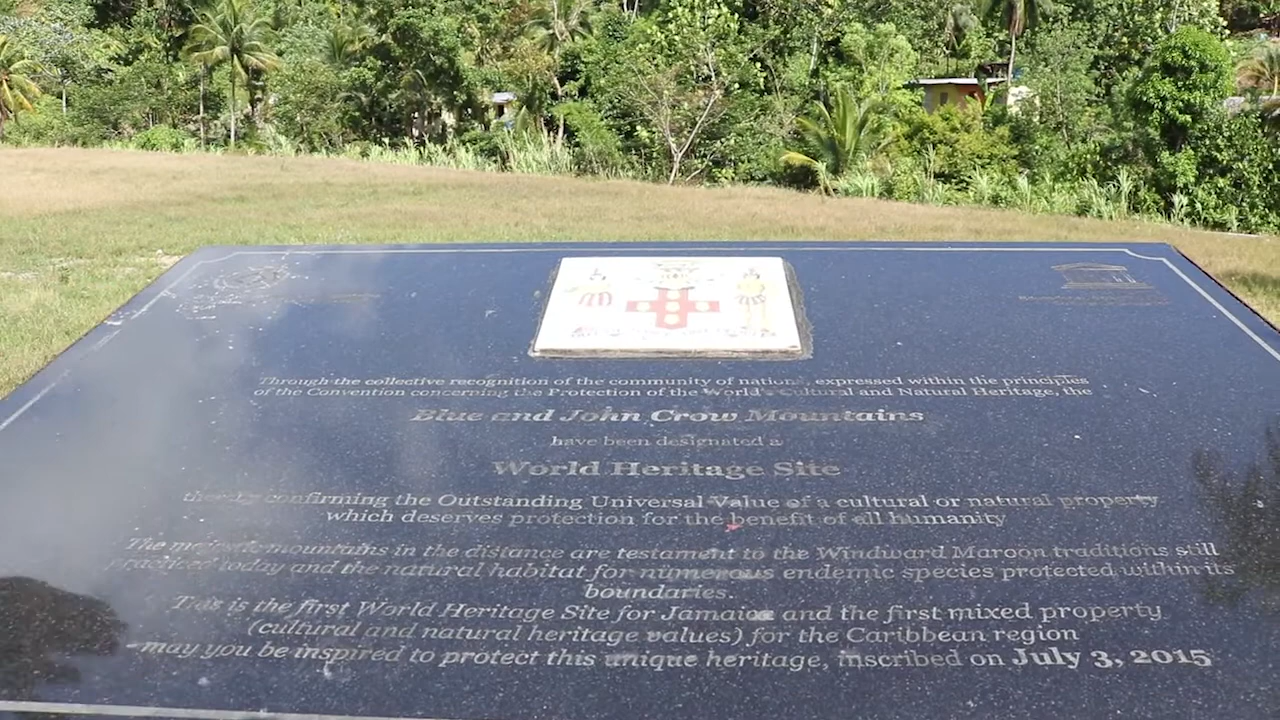 Through the collective recognition of the community of nations expressed within the principles
of the Convention concerning the Protection of the World's Cultural and Natural Heritage, the
Blue and John Crow Mountains
have been designated a
World Heritage Site
thereby confirming the Outstanding Universal Value of a cultural or natural property
which deserves protection for the benefit of all humanity
The majestic mountains in the distance are testament to the Windward Maroon traditions still
practiced today and the natural habitat for numerous endemic species protected within its
boundaries.
This is the first World Heritage Site for Jamaica and the first mixed property
(cultural and natural heritage values) for the Caribbean region
-may you be inspired to protect this unique heritage, inscribed on July 3, 2015